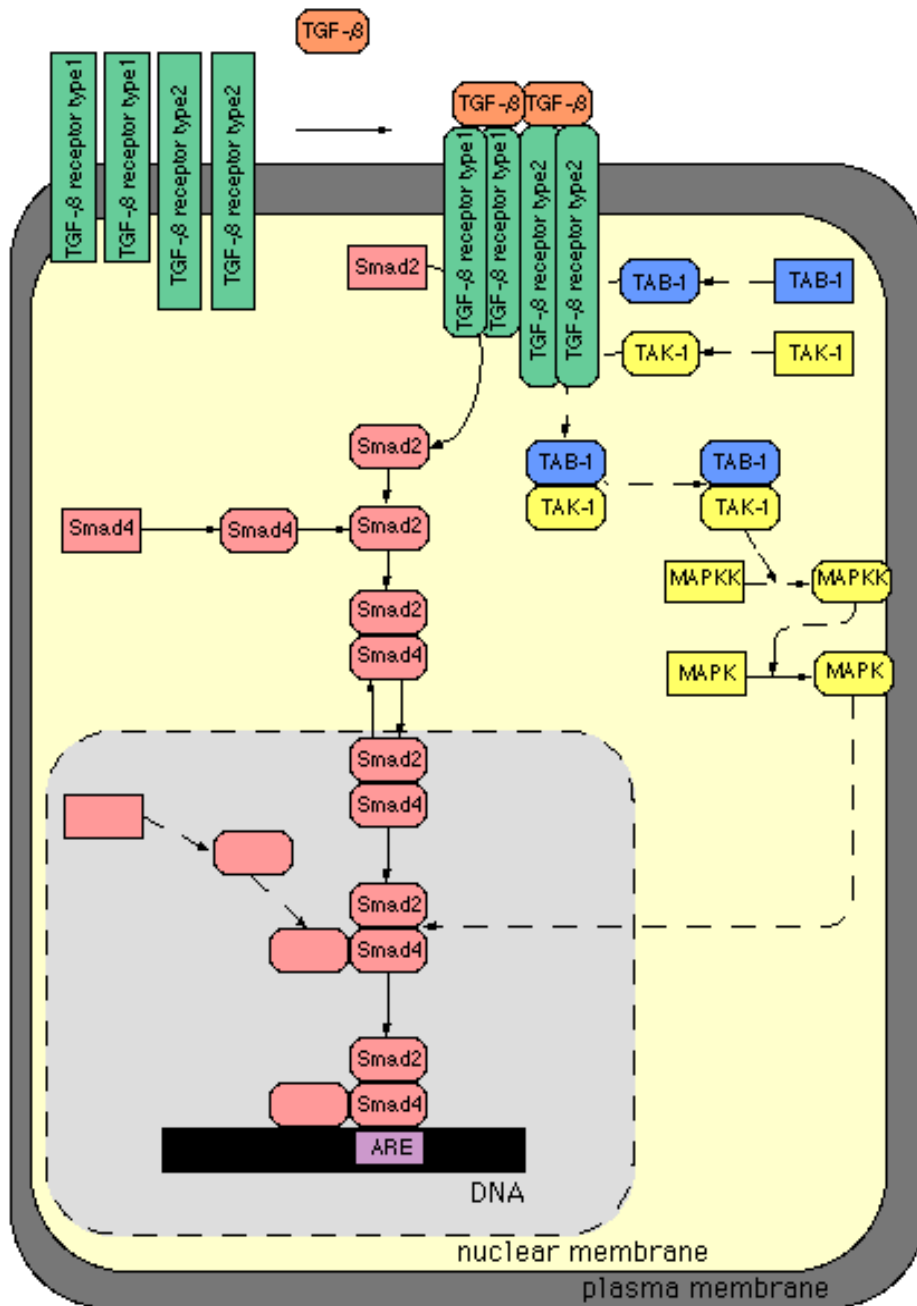 TGF-β
TGF-β receptor type1
TGF-β receptor type1
TGF-β receptor type2
TGF-β receptor type2
TGF-β
TGF-β
TGF-β receptor type1
TGF-β receptor type1
TGF-β receptor type2
TGF-β receptor type2
Smad2
TAB-1
TAB-1
TAK-1
TAK-1
Smad2
TAB-1
TAK-1
TAB-1
TAK-1
Smad4
Smad4
Smad2
MAPKK
MAPKK
Smad2
Smad4
MAPK
MAPK
Smad2
Smad4
Smad2
Smad4
Smad2
Smad4
ARE
DNA
nuclear membrane
plasma membrane